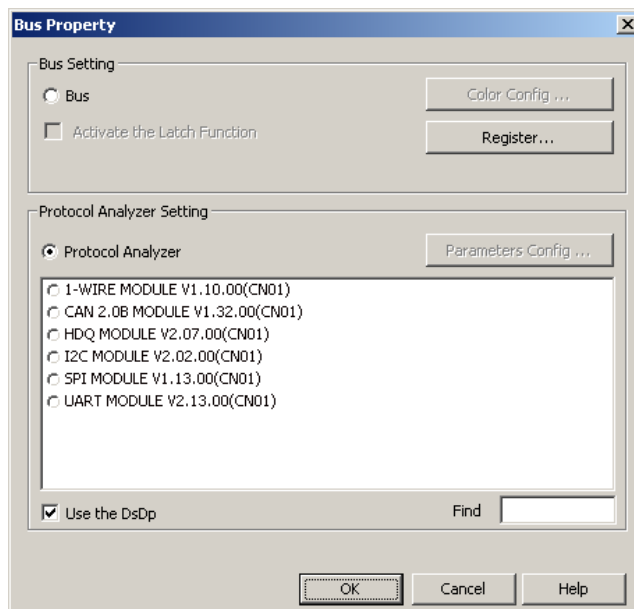 Bus Property
Bus Setting
Bus
Color Config ...
Activate the Latch Function
Register...
Protocol Analyzer Setting
Protocol Analyzer
Parameters Config ...
1-WIRE MODULE V1.10.00(CN01)
CAN 2.0B MODULE V1.32.00(CN01)
HDQ MODULE V2.07.00(CN01)
I2C MODULE V2.02.00(CN01)
SPI MODULE V1.13.00(CN01)
UART MODULE V2.13.00(CN01)
Use the DsDp
Find
OK
Cancel
Help